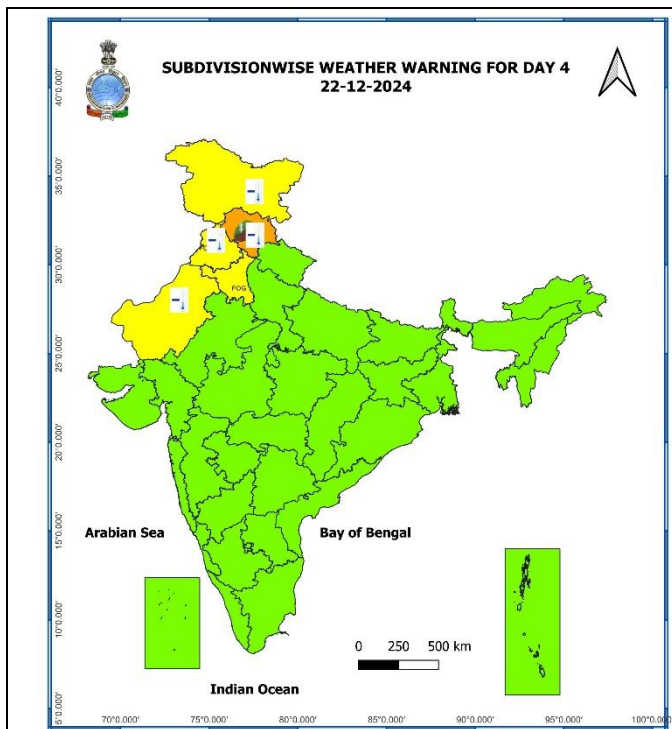 SUBDIVISIONWISE WEATHER WARNING FOR DAY 4
22-12-2024
40°0.000'
35°0.000'
30°0.000'
25°0.000'
20°0.000'
15°0.000'
10°0.000'
5°0.000'
FOG
Arabian Sea
Bay of Bengal
0 250 500 km
Indian Ocean
70°0.000' 75°0.000' 80°0.000' 85°0.000' 90°0.000' 95°0.000' 100°0.000'